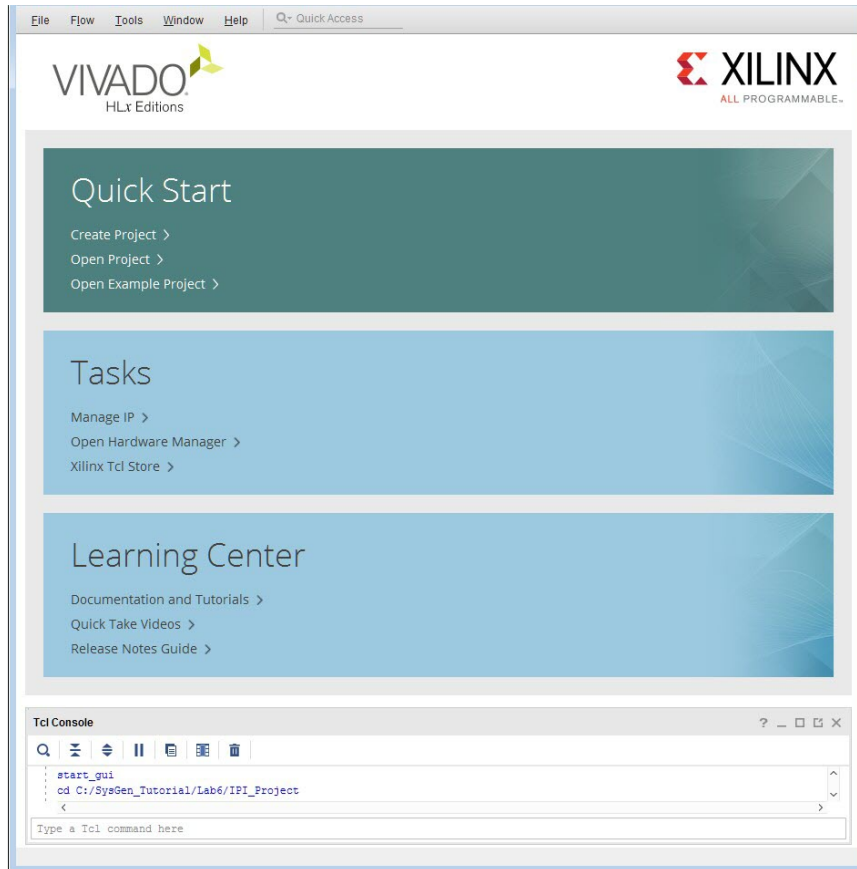 File Flow Tools Window Help Quick Access
VIVADO
HLx Editions
XILINX
ALL PROGRAMMABLE™
Quick Start
Create Project >
Open Project >
Open Example Project >
Tasks
Manage IP >
Open Hardware Manager >
Xilinx Tcl Store >
Learning Center
Documentation and Tutorials >
Quick Take Videos >
Release Notes Guide >
Tcl Console
start_gui
cd C:/SysGen_Tutorial/Lab6/IPI_Project
Type a Tcl command here